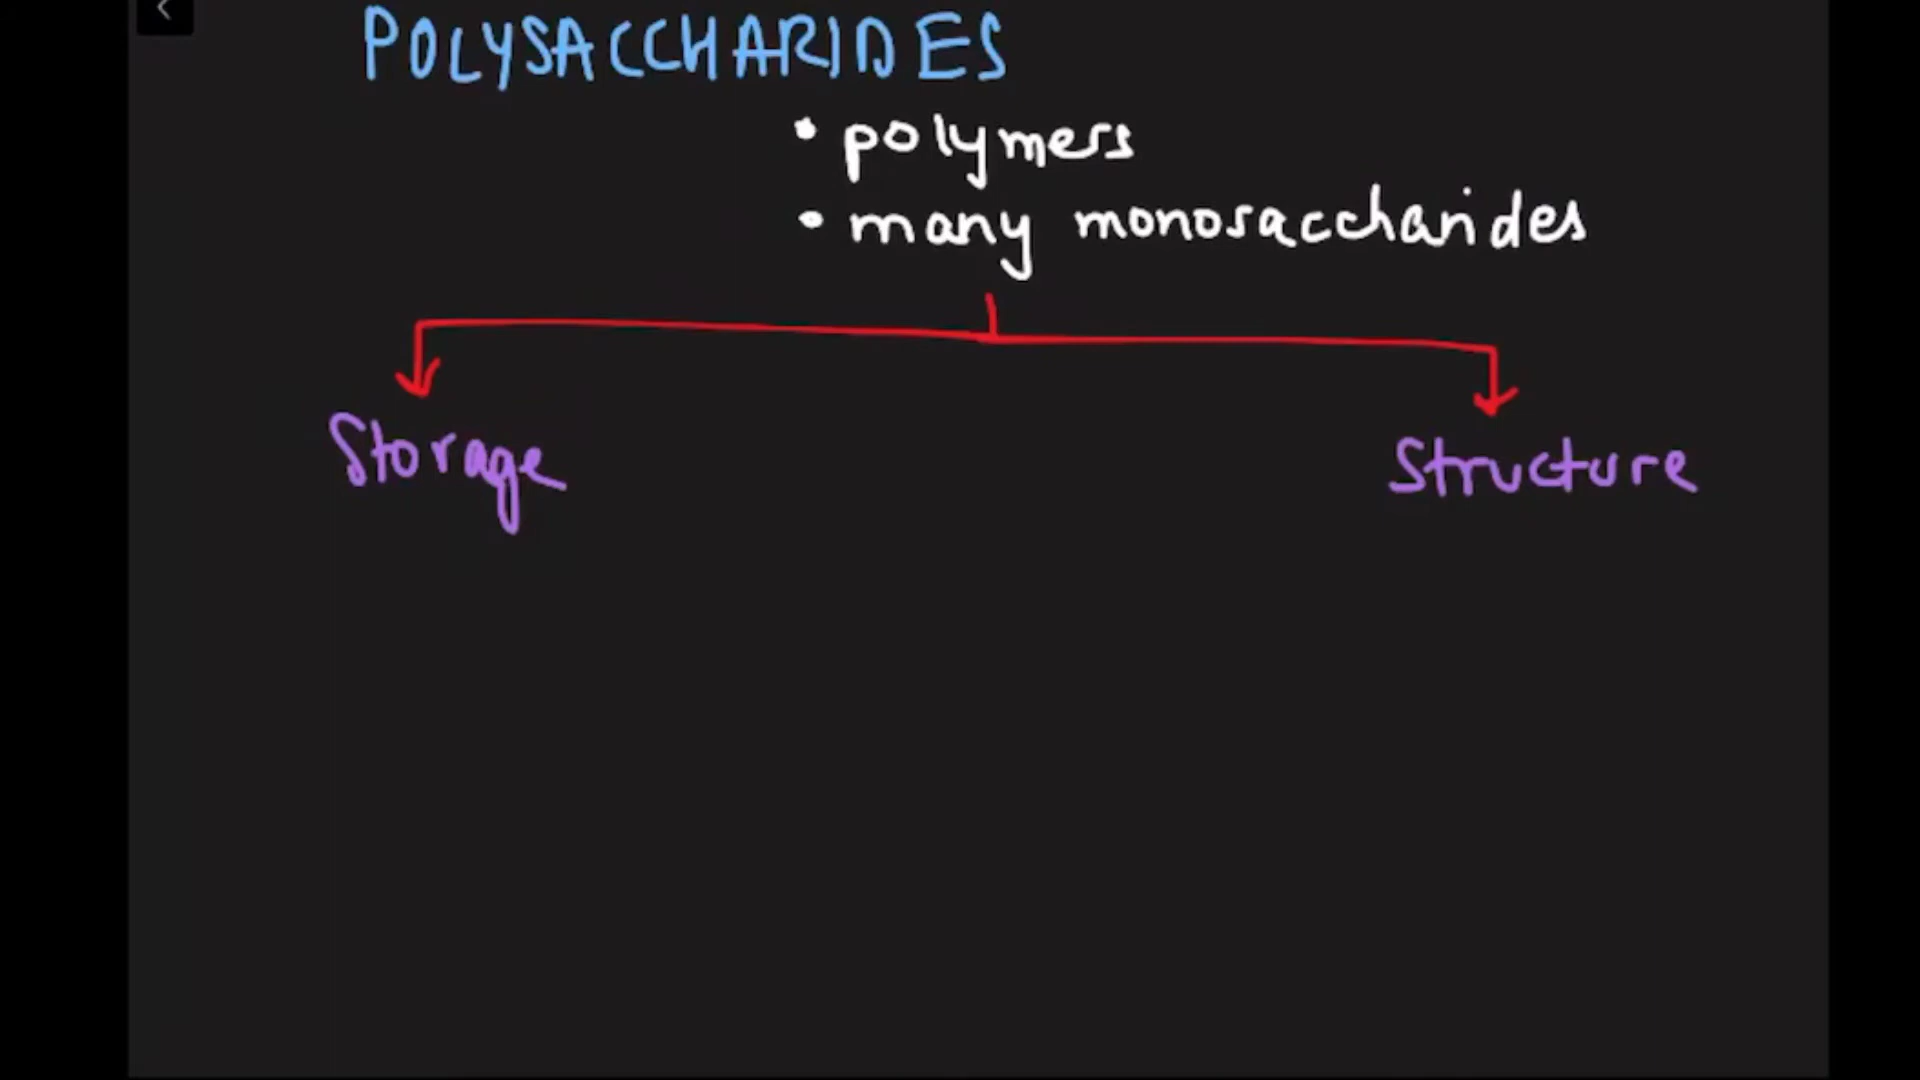 POLYSACCHARIDES
• polymers
• many monosaccharides
Storage
Structure